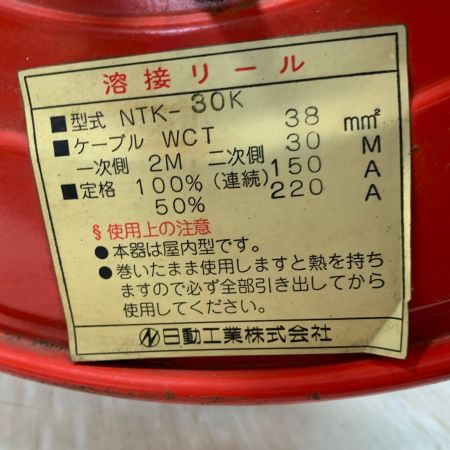 溶接リール
■型式 NTK-30K
■ケーブル WCT 38 mm²
一次側 2M 二次側 30 M
■定格 100%(連続) 150 A
50% 220 A
§使用上の注意
●本器は屋内型です。
●巻いたまま使用しますと熱を持ち
ますので必ず全部引き出してから
使用してください。
日動工業株式会社